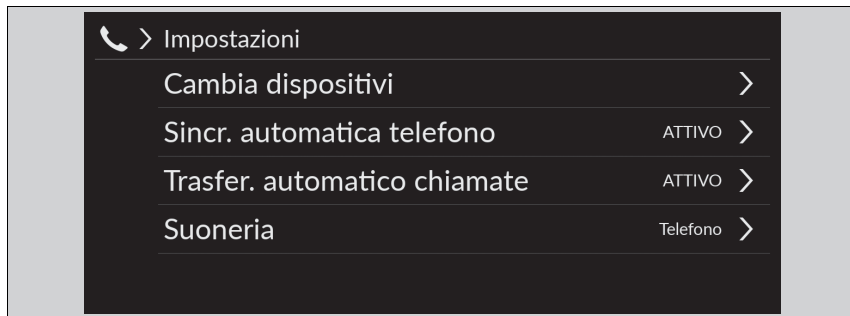 Impostazioni
Cambia dispositivi
Sincr. automatica telefono ATTIVO
Trasfer. automatico chiamate ATTIVO
Suoneria Telefono